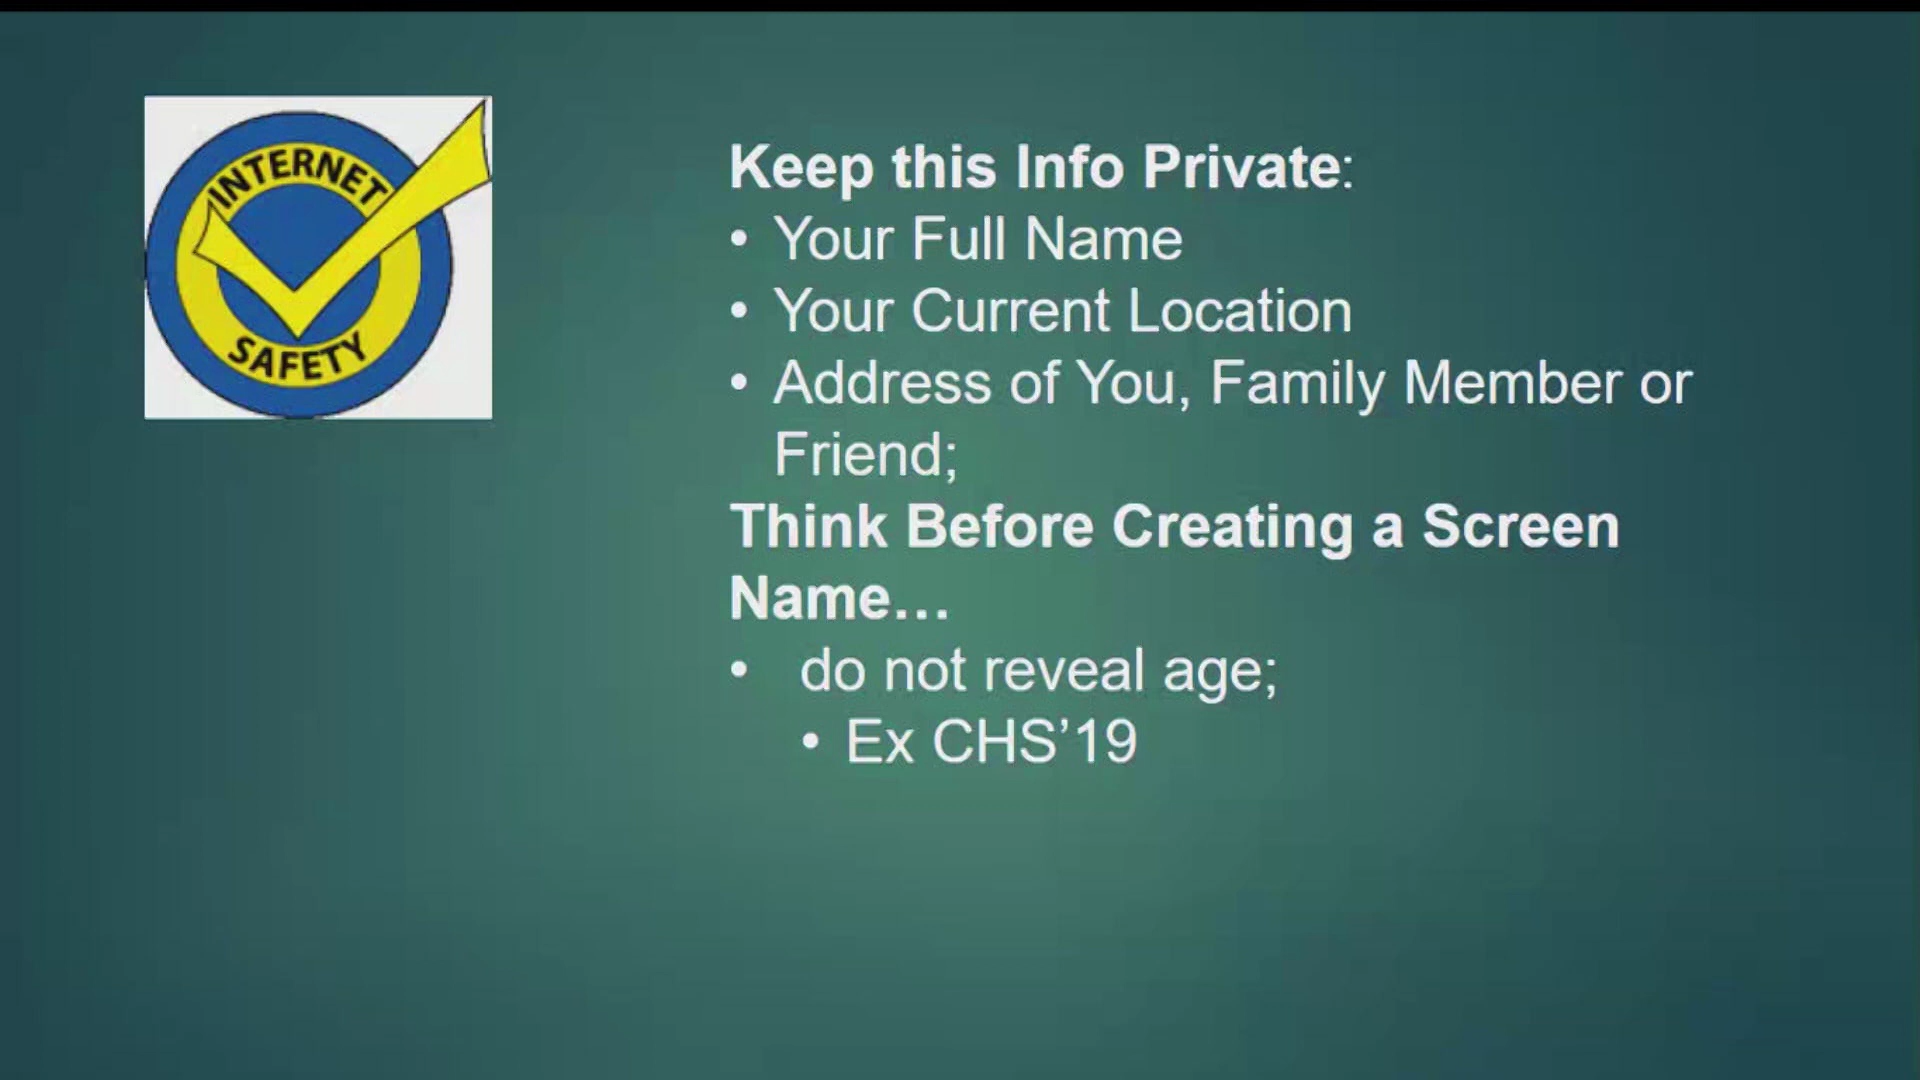 INTERNET
SAFETY
Keep this Info Private:
• Your Full Name
• Your Current Location
• Address of You, Family Member or
Friend;
Think Before Creating a Screen
Name…
• do not reveal age;
• Ex CHS’19